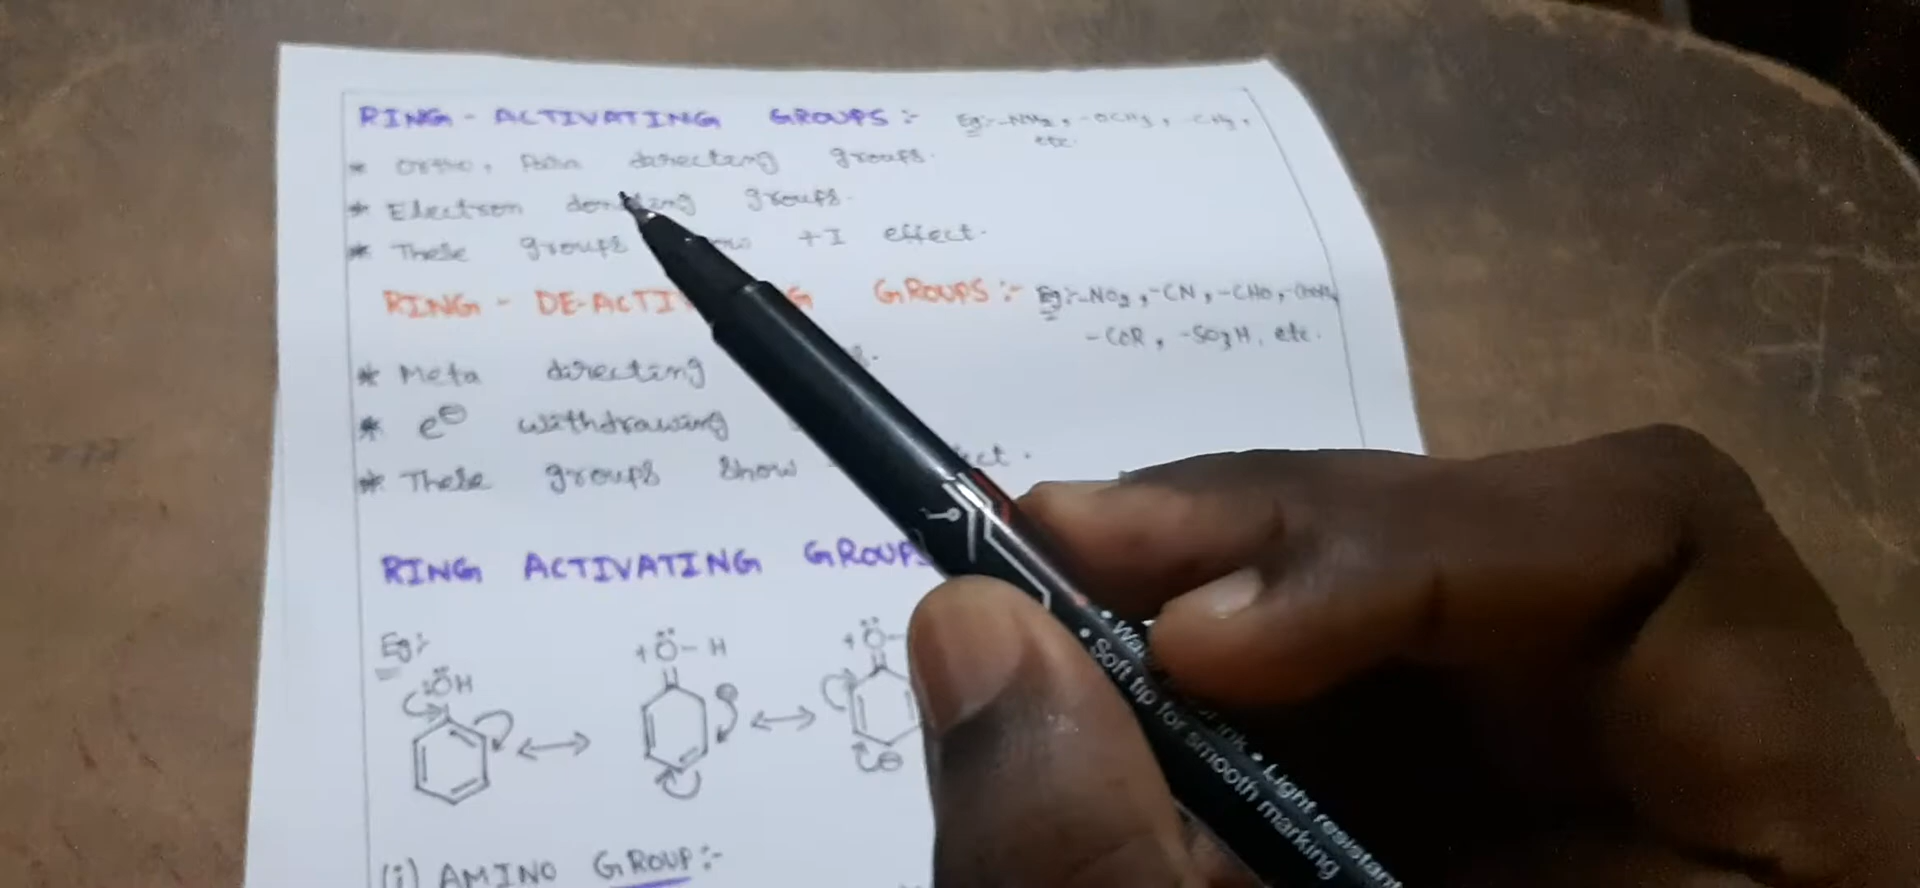 RING - ACTIVATING GROUPS :- Eg:- -NH2, -OCH3, -CH3,
etc.
* Ortho, Para directing groups.
* Electron donating groups.
* These groups +I effect.
RING - DE-ACTI GROUPS :- Eg:- -NO2, -CN, -CHO, -COOH,
-COR, -SO3H, etc.
* Meta directing
* e⊖ withdrawing
* These groups show
RING ACTIVATING GROUPS
Eg:-
:ÖH
+Ö-H
+Ö-
⊖
⊖
(i) AMINO GROUP:-
• Light resistant
• Soft tip for smooth marking